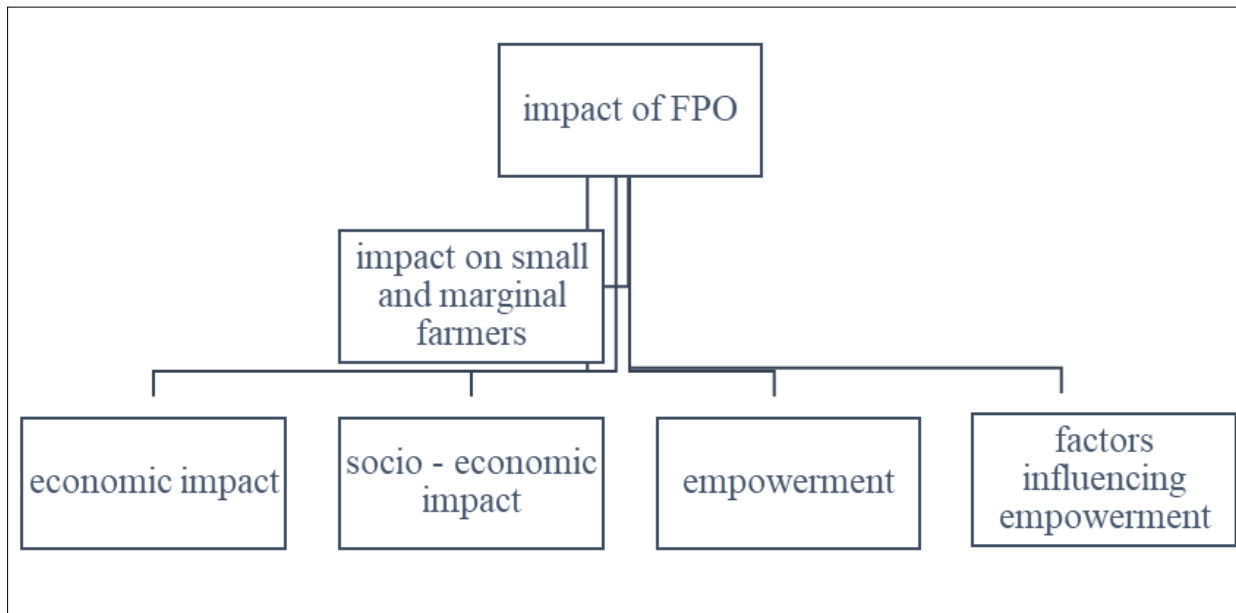 impact of FPO
impact on small
and marginal
farmers
economic impact
socio - economic
impact
empowerment
factors
influencing
empowerment